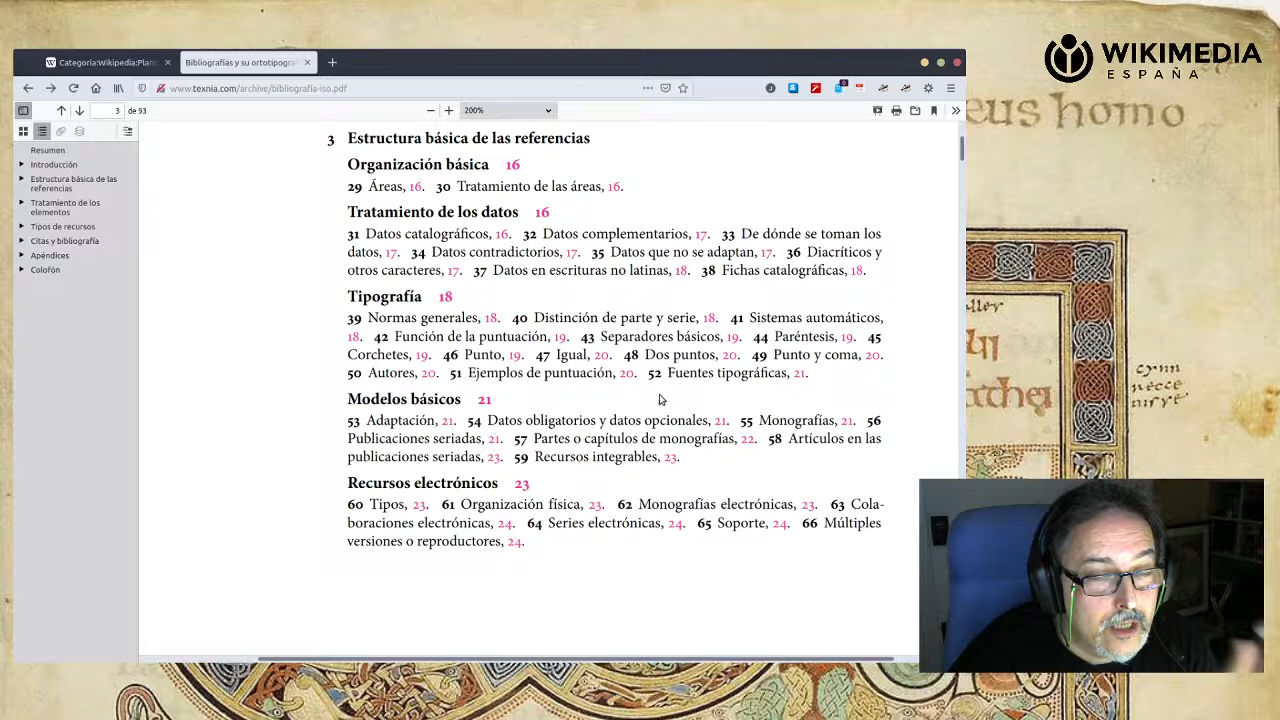 WIKIMEDIA
ESPAÑA
Categoría:Wikipedia:Plant
Bibliografías y su ortotipogra
www.texnia.com/archive/bibliografia-iso.pdf
3 de 93
200%
Resumen
Introducción
Estructura básica de las
referencias
Tratamiento de los
elementos
Tipos de recursos
Citas y bibliografía
Apéndices
Colofón
3 Estructura básica de las referencias
Organización básica 16
29 Áreas, 16. 30 Tratamiento de las áreas, 16.
Tratamiento de los datos 16
31 Datos catalográficos, 16. 32 Datos complementarios, 17. 33 De dónde se toman los
datos, 17. 34 Datos contradictorios, 17. 35 Datos que no se adaptan, 17. 36 Diacríticos y
otros caracteres, 17. 37 Datos en escrituras no latinas, 18. 38 Fichas catalográficas, 18.
Tipografía 18
39 Normas generales, 18. 40 Distinción de parte y serie, 18. 41 Sistemas automáticos,
18. 42 Función de la puntuación, 19. 43 Separadores básicos, 19. 44 Paréntesis, 19. 45
Corchetes, 19. 46 Punto, 19. 47 Igual, 20. 48 Dos puntos, 20. 49 Punto y coma, 20.
50 Autores, 20. 51 Ejemplos de puntuación, 20. 52 Fuentes tipográficas, 21.
Modelos básicos 21
53 Adaptación, 21. 54 Datos obligatorios y datos opcionales, 21. 55 Monografías, 21. 56
Publicaciones seriadas, 21. 57 Partes o capítulos de monografías, 22. 58 Artículos en las
publicaciones seriadas, 23. 59 Recursos integrables, 23.
Recursos electrónicos 23
60 Tipos, 23. 61 Organización física, 23. 62 Monografías electrónicas, 23. 63 Cola-
boraciones electrónicas, 24. 64 Series electrónicas, 24. 65 Soporte, 24. 66 Múltiples
versiones o reproductores, 24.
eus homo